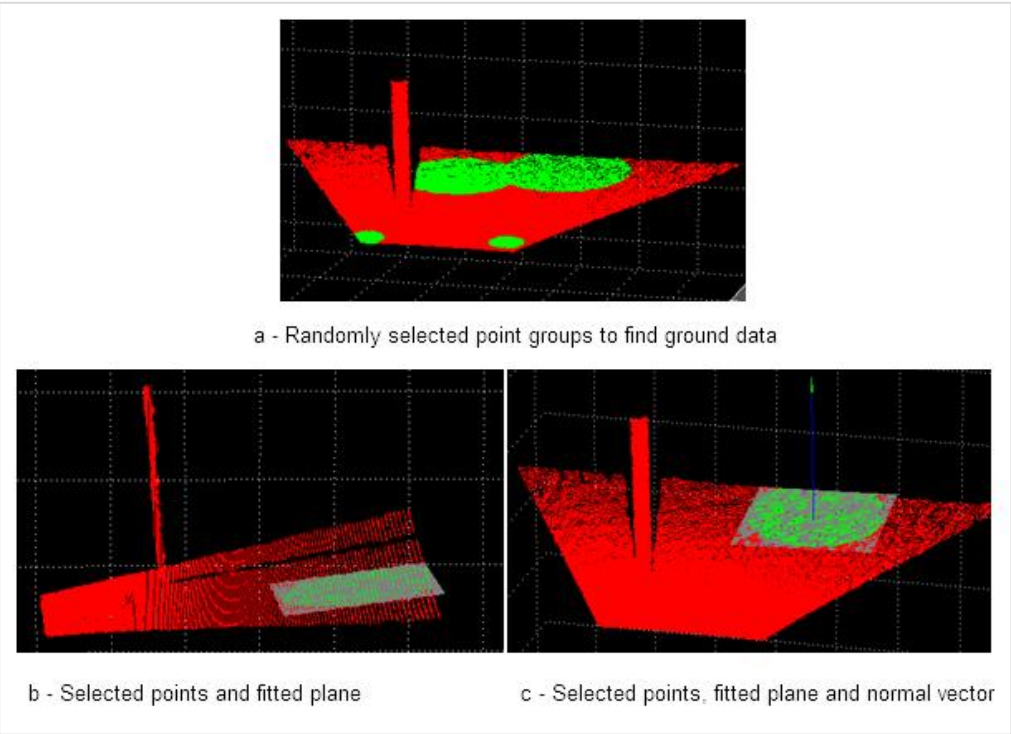 a - Randomly selected point groups to find ground data
b - Selected points and fitted plane
c - Selected points, fitted plane and normal vector